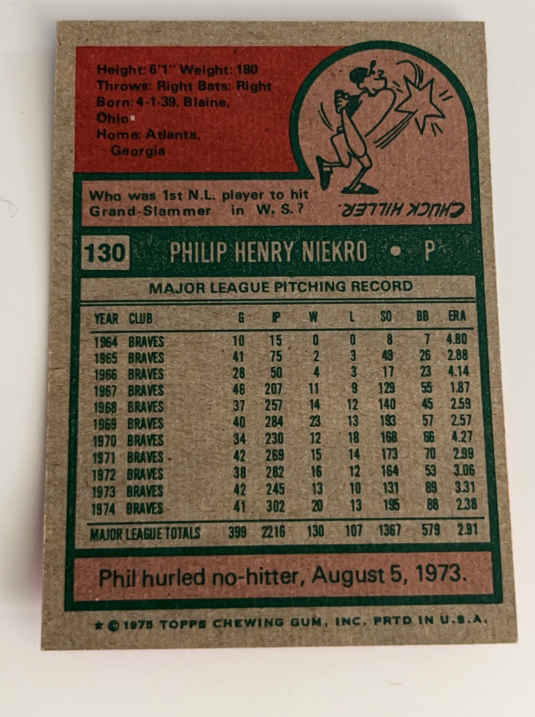 Height: 6'1" Weight: 180
Throws: Right Bats: Right
Born: 4-1-39, Blaine,
Ohio
Home: Atlanta,
Georgia
Who was 1st N.L. player to hit
Grand-Slammer in W. S.?
CHUCK HILLER.
130 PHILIP HENRY NIEKRO • P
MAJOR LEAGUE PITCHING RECORD
YEAR CLUB G IP W L SO BB ERA
1964 BRAVES 10 15 0 0 8 7 4.80
1965 BRAVES 41 75 2 3 49 26 2.88
1966 BRAVES 28 50 4 3 17 23 4.14
1967 BRAVES 46 207 11 9 129 55 1.87
1968 BRAVES 37 257 14 12 140 45 2.59
1969 BRAVES 40 284 23 13 193 57 2.57
1970 BRAVES 34 230 12 18 168 66 4.27
1971 BRAVES 42 269 15 14 173 70 2.99
1972 BRAVES 38 282 16 12 164 53 3.06
1973 BRAVES 42 245 13 10 131 89 3.31
1974 BRAVES 41 302 20 13 195 88 2.38
MAJOR LEAGUE TOTALS 399 2216 130 107 1367 579 2.91
Phil hurled no-hitter, August 5, 1973.
★ © 1975 TOPPS CHEWING GUM, INC. PRTD IN U.S.A.